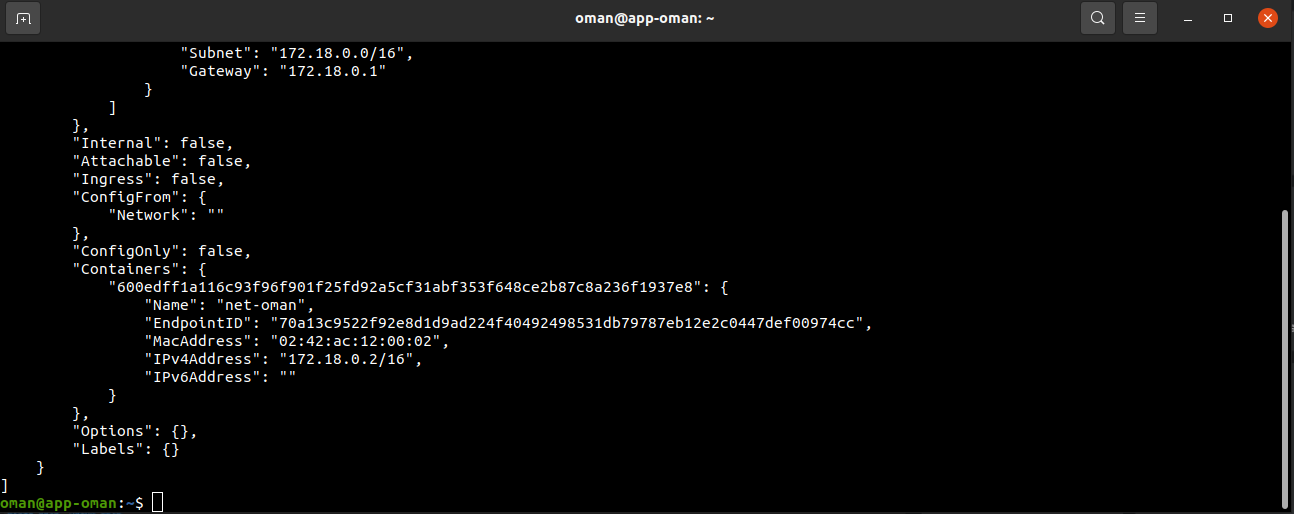 oman@app-oman: ~
"Subnet": "172.18.0.0/16",
"Gateway": "172.18.0.1"
}
]
},
"Internal": false,
"Attachable": false,
"Ingress": false,
"ConfigFrom": {
"Network": ""
},
"ConfigOnly": false,
"Containers": {
"600edff1a116c93f96f901f25fd92a5cf31abf353f648ce2b87c8a236f1937e8": {
"Name": "net-oman",
"EndpointID": "70a13c9522f92e8d1d9ad224f40492498531db79787eb12e2c0447def00974cc",
"MacAddress": "02:42:ac:12:00:02",
"IPv4Address": "172.18.0.2/16",
"IPv6Address": ""
}
},
"Options": {},
"Labels": {}
}
]
oman@app-oman:~$